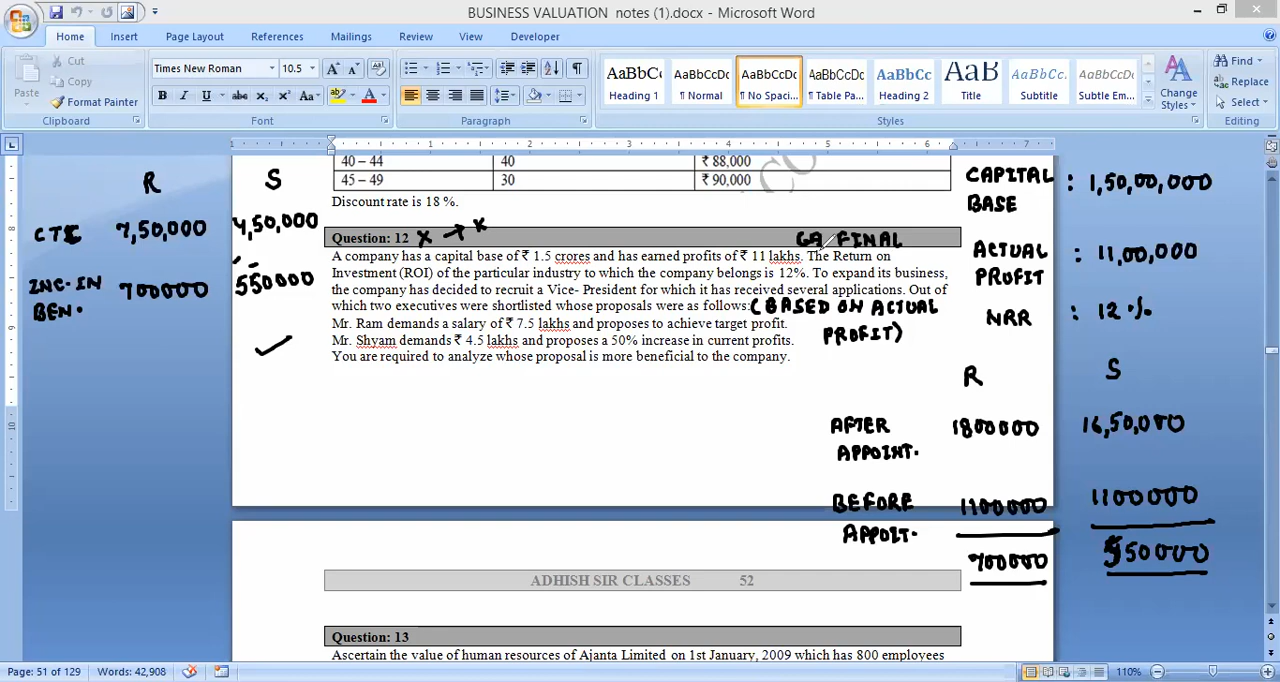 BUSINESS VALUATION notes (1).docx - Microsoft Word
Home Insert Page Layout References Mailings Review View Developer
Paste
Cut
Copy
Format Painter
Clipboard
Times New Roman 10.5
Font
Paragraph
AaBbCc AaBbCcDc AaBbCcDc AaBbCcDc AaBbCc AaB AaBbCc. AaBbCcDc
Heading 1 ¶ Normal ¶ No Spaci... ¶ Table Pa... Heading 2 Title Subtitle Subtle Em...
Change Styles
Styles
Find
Replace
Select
Editing
40 – 44 40 ₹ 88,000
45 – 49 30 ₹ 90,000
Discount rate is 18 %.
Question: 12
GA FINAL
A company has a capital base of ₹ 1.5 crores and has earned profits of ₹ 11 lakhs. The Return on
Investment (ROI) of the particular industry to which the company belongs is 12%. To expand its business,
the company has decided to recruit a Vice- President for which it has received several applications. Out of
which two executives were shortlisted whose proposals were as follows:
(BASED ON ACTUAL
PROFIT)
Mr. Ram demands a salary of ₹ 7.5 lakhs and proposes to achieve target profit.
Mr. Shyam demands ₹ 4.5 lakhs and proposes a 50% increase in current profits.
You are required to analyze whose proposal is more beneficial to the company.
R S
CTC 7,50,000 4,50,000
INC. IN BEN. 700000 550000
CAPITAL BASE : 1,50,00,000
ACTUAL PROFIT : 11,00,000
NRR : 12 %
R S
AFTER APPOINT. 1800000 16,50,000
BEFORE APPOIT. 1100000 1100000
700000 550000
ADHISH SIR CLASSES 52
Question: 13
Ascertain the value of human resources of Ajanta Limited on 1st January, 2009 which has 800 employees
Page: 51 of 129 Words: 42,908 110%